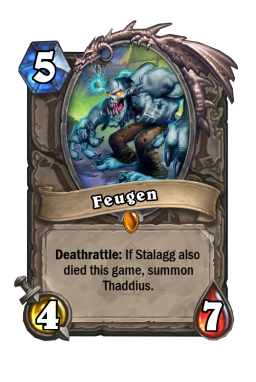 5
Feugen
Deathrattle: If Stalagg also
died this game, summon
Thaddius.
4
7